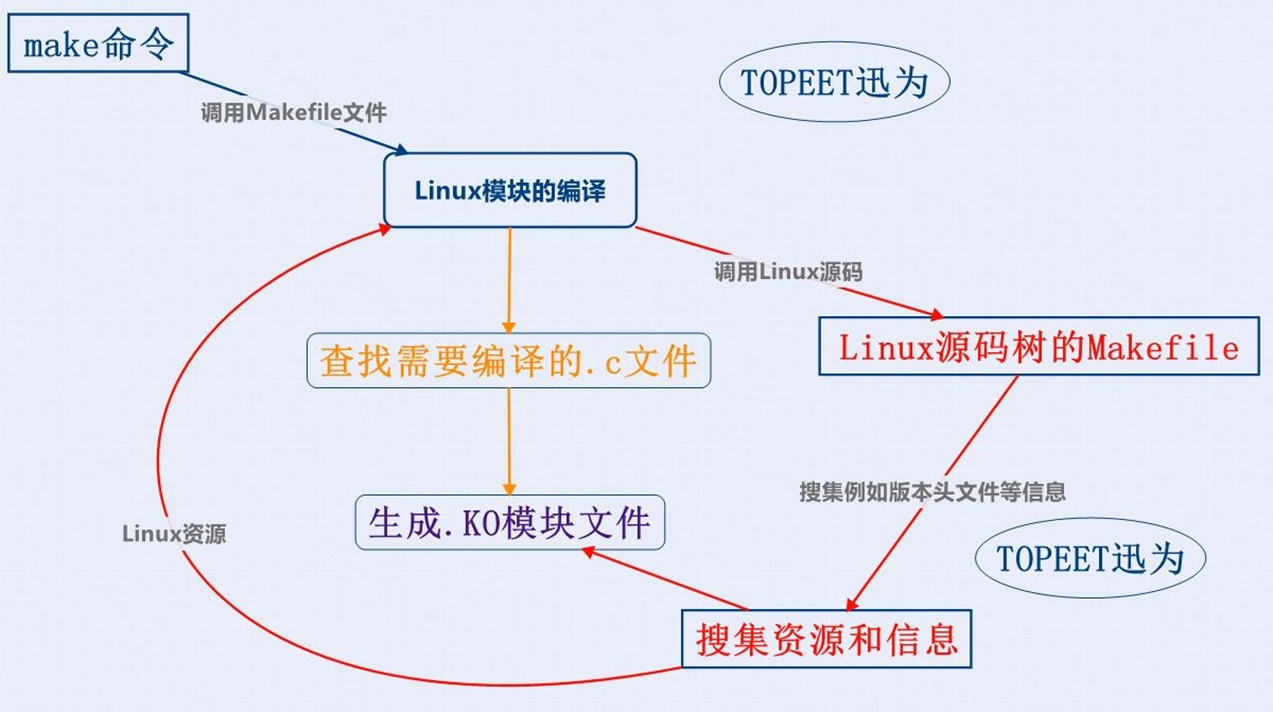 make命令
TOPEET迅为
调用Makefile文件
Linux模块的编译
调用Linux源码
Linux源码树的Makefile
查找需要编译的.c文件
搜集例如版本头文件等信息
生成.KO模块文件
Linux资源
TOPEET迅为
搜集资源和信息